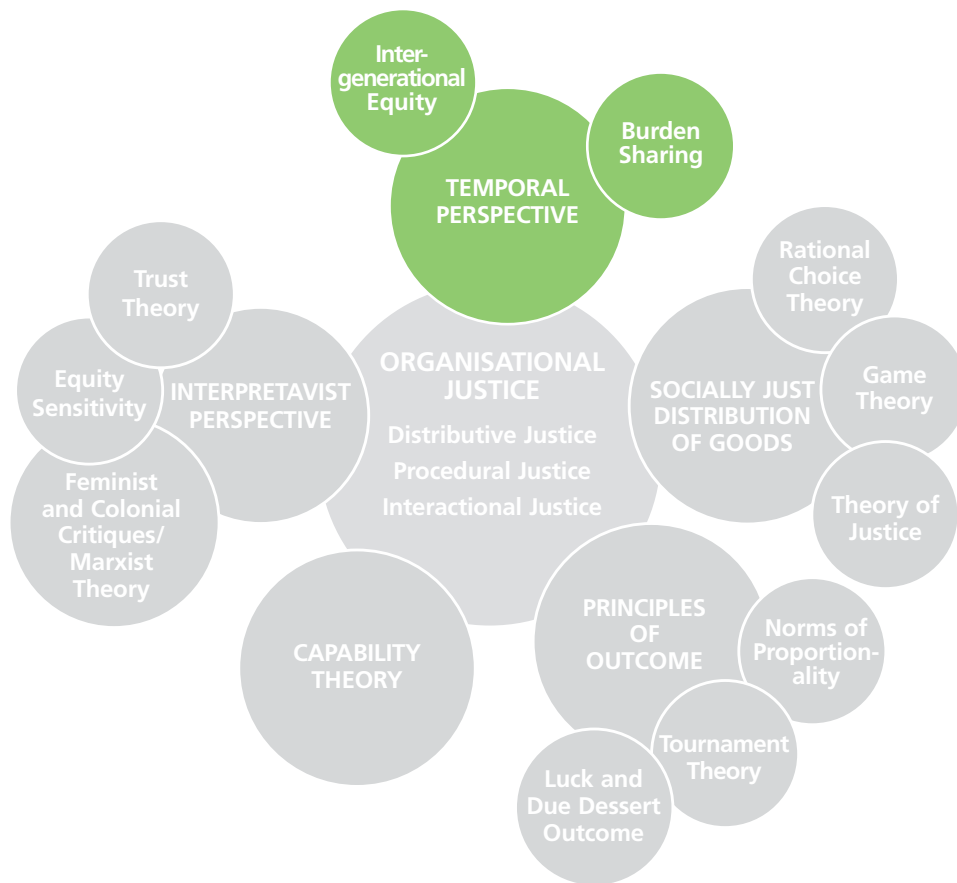 Inter-
generational
Equity
Burden
Sharing
TEMPORAL
PERSPECTIVE
Rational
Choice
Theory
Trust
Theory
Equity
Sensitivity
INTERPRETAVIST
PERSPECTIVE
Feminist
and Colonial
Critiques/
Marxist
Theory
ORGANISATIONAL
JUSTICE
Distributive Justice
Procedural Justice
Interactional Justice
SOCIALLY JUST
DISTRIBUTION
OF GOODS
Game
Theory
Theory of
Justice
CAPABILITY
THEORY
PRINCIPLES
OF
OUTCOME
Norms of
Proportion-
ality
Tournament
Theory
Luck and
Due Dessert
Outcome